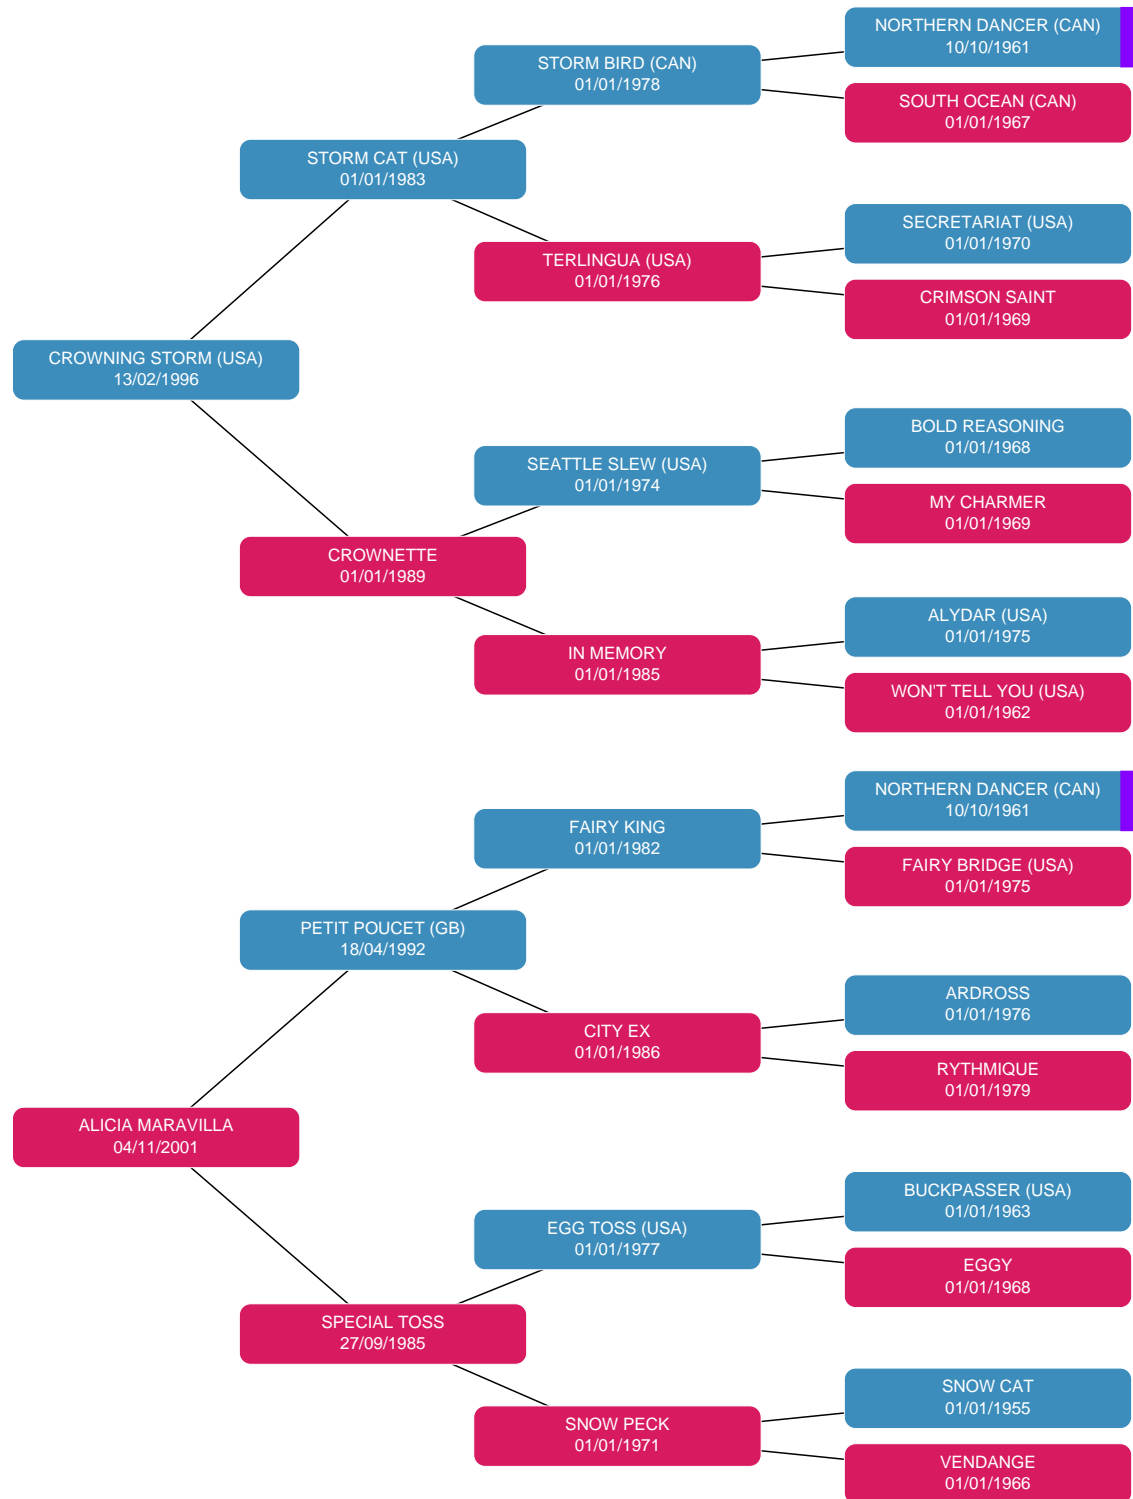 NORTHERN DANCER (CAN)
10/10/1961
STORM BIRD (CAN)
01/01/1978
SOUTH OCEAN (CAN)
01/01/1967
STORM CAT (USA)
01/01/1983
SECRETARIAT (USA)
01/01/1970
TERLINGUA (USA)
01/01/1976
CRIMSON SAINT
01/01/1969
CROWNING STORM (USA)
13/02/1996
BOLD REASONING
01/01/1968
SEATTLE SLEW (USA)
01/01/1974
MY CHARMER
01/01/1969
CROWNETTE
01/01/1989
ALYDAR (USA)
01/01/1975
IN MEMORY
01/01/1985
WON'T TELL YOU (USA)
01/01/1962
NORTHERN DANCER (CAN)
10/10/1961
FAIRY KING
01/01/1982
FAIRY BRIDGE (USA)
01/01/1975
PETIT POUCET (GB)
18/04/1992
ARDROSS
01/01/1976
CITY EX
01/01/1986
RYTHMIQUE
01/01/1979
ALICIA MARAVILLA
04/11/2001
BUCKPASSER (USA)
01/01/1963
EGG TOSS (USA)
01/01/1977
EGGY
01/01/1968
SPECIAL TOSS
27/09/1985
SNOW CAT
01/01/1955
SNOW PECK
01/01/1971
VENDANGE
01/01/1966